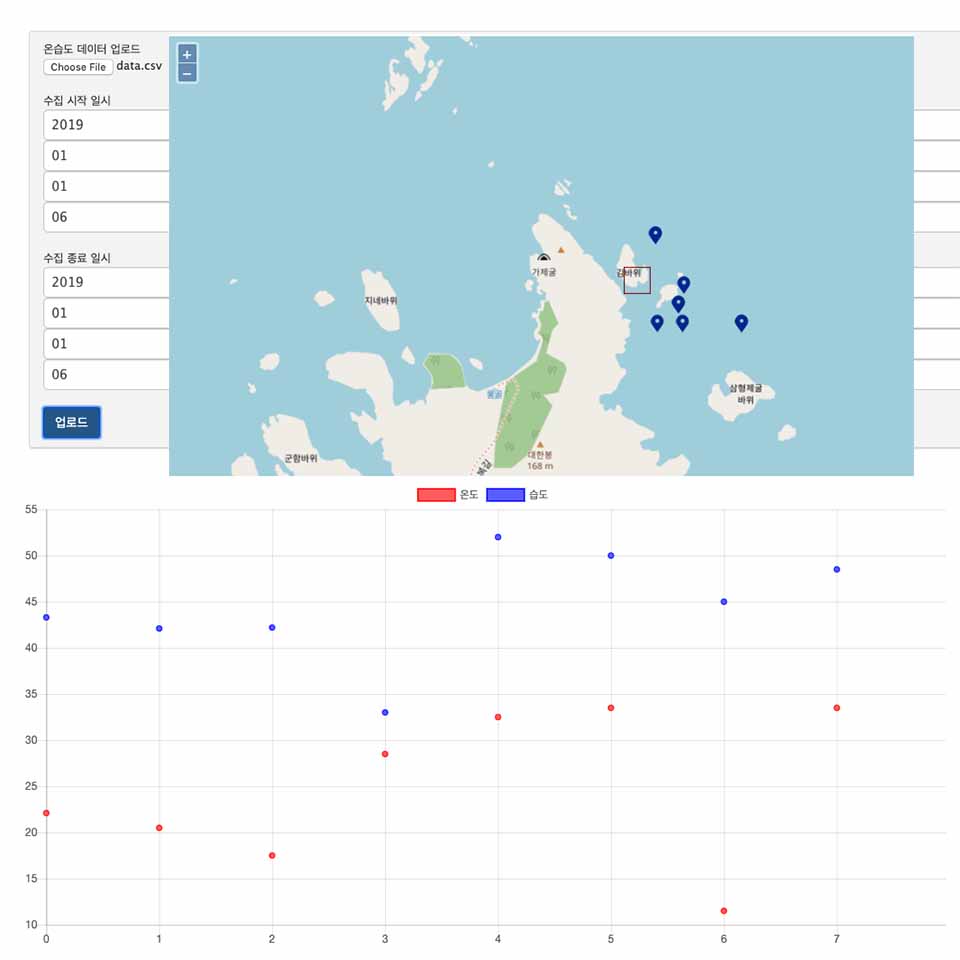 온습도 데이터 업로드
Choose File data.csv
수집 시작 일시
2019
01
01
06
수집 종료 일시
2019
01
01
06
업로드
+
−
가제굴
김바위
지네바위
삼형제굴
바위
물골
군함바위
대한봉
168 m
온도 습도
55
50
45
40
35
30
25
20
15
10
0 1 2 3 4 5 6 7